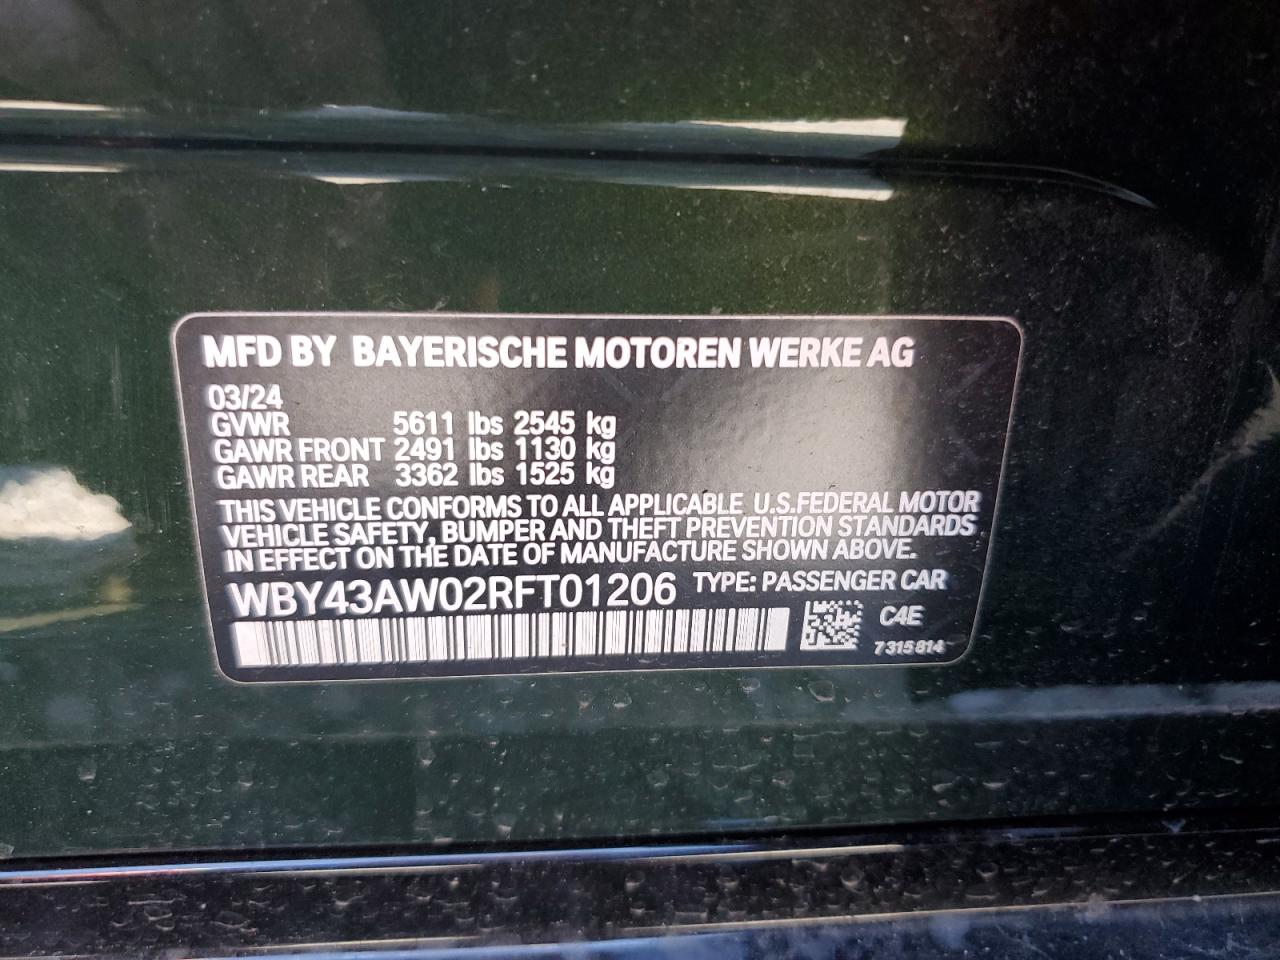 MFD BY BAYERISCHE MOTOREN WERKE AG
03/24
GVWR 5611 lbs 2545 kg
GAWR FRONT 2491 lbs 1130 kg
GAWR REAR 3362 lbs 1525 kg
THIS VEHICLE CONFORMS TO ALL APPLICABLE U.S.FEDERAL MOTOR
VEHICLE SAFETY, BUMPER AND THEFT PREVENTION STANDARDS
IN EFFECT ON THE DATE OF MANUFACTURE SHOWN ABOVE.
WBY43AW02RFT01206 TYPE: PASSENGER CAR
C4E
7315814